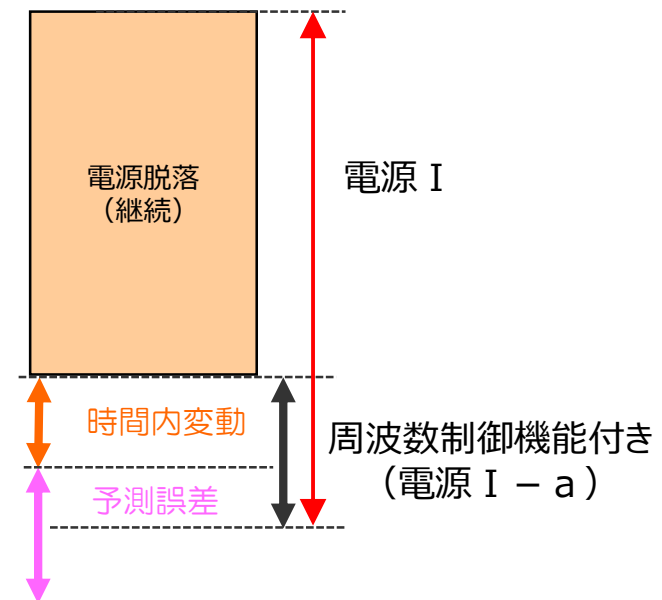 電源脱落
（継続）
電源Ⅰ
時間内変動
周波数制御機能付き
（電源Ⅰ－ａ）
予測誤差